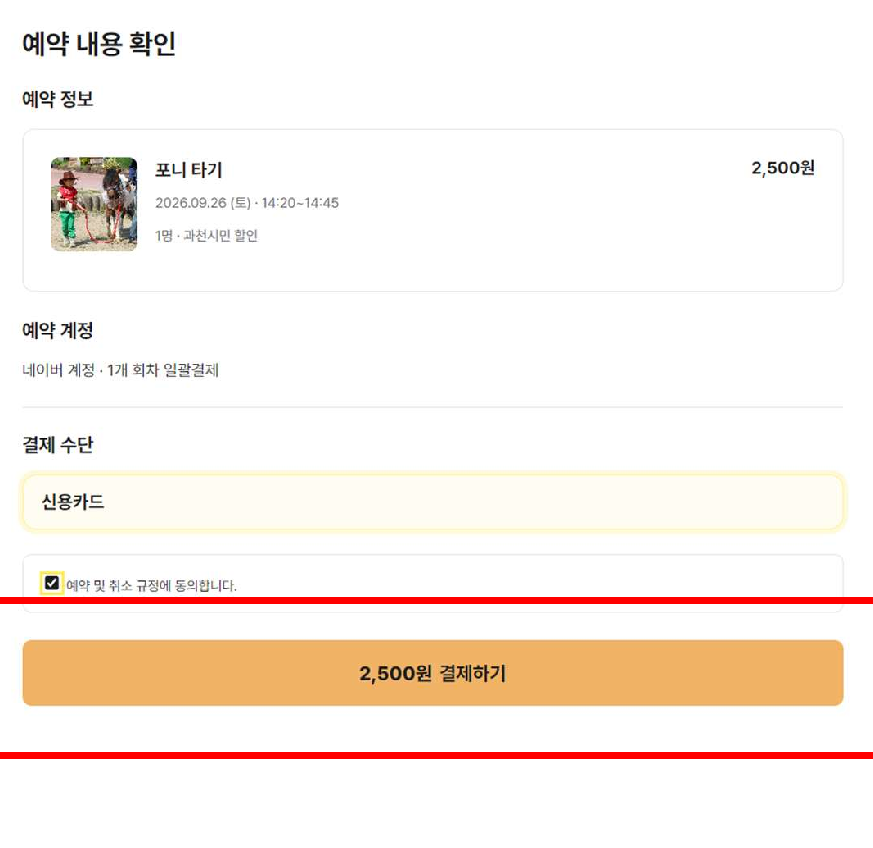 예약 내용 확인
예약 정보
포니 타기
2,500원
2026.09.26 (토) · 14:20~14:45
1명 · 과천시민 할인
예약 계정
네이버 계정 · 1개 회차 일괄결제
결제 수단
신용카드
예약 및 취소 규정에 동의합니다.
2,500원 결제하기